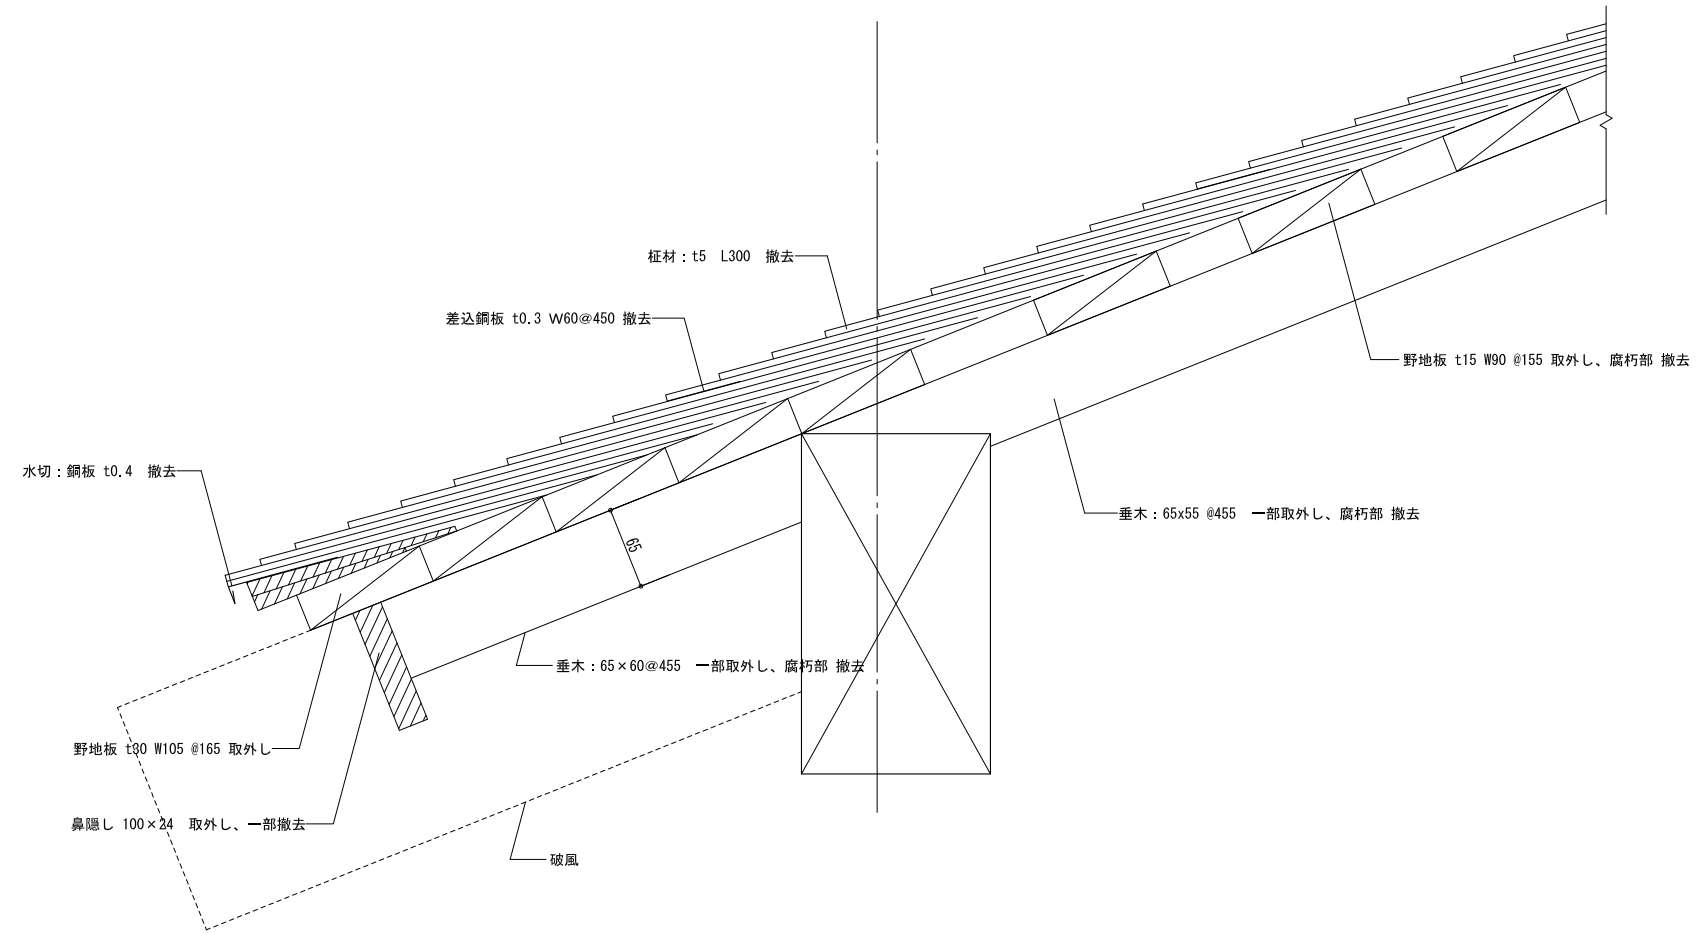 柾材：t5　L300　撤去
差込銅板 t0.3 W60@450 撤去
野地板 t15 W90 @155 取外し、腐朽部 撤去
水切：銅板 t0.4　撤去
垂木：65x55 @455　一部取外し、腐朽部 撤去
65
垂木：65×60@455　一部取外し、腐朽部 撤去
野地板 t30 W105 @165 取外し
鼻隠し 100×24　取外し、一部撤去
破風